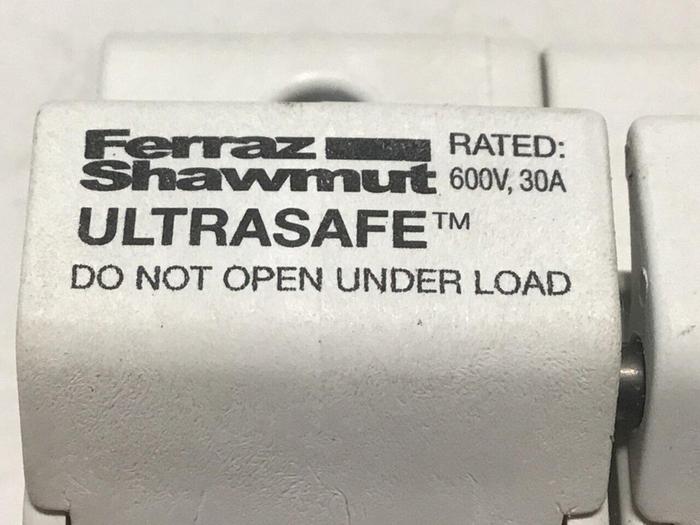 Ferraz RATED:
Shawmut 600V, 30A
ULTRASAFE™
DO NOT OPEN UNDER LOAD